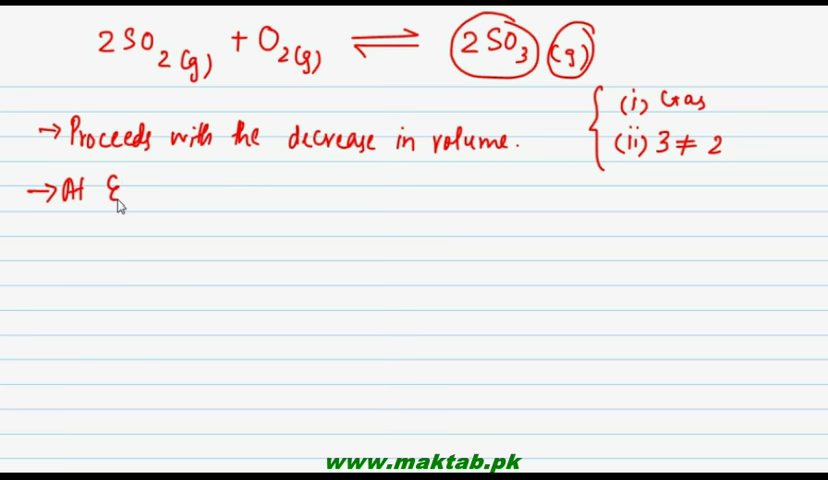 2SO2(g) + O2(g) ⇌ 2SO3(g)
(i) Gas
→ Proceeds with the decrease in volume.
(ii) 3 ≠ 2
→ At E
www.maktab.pk